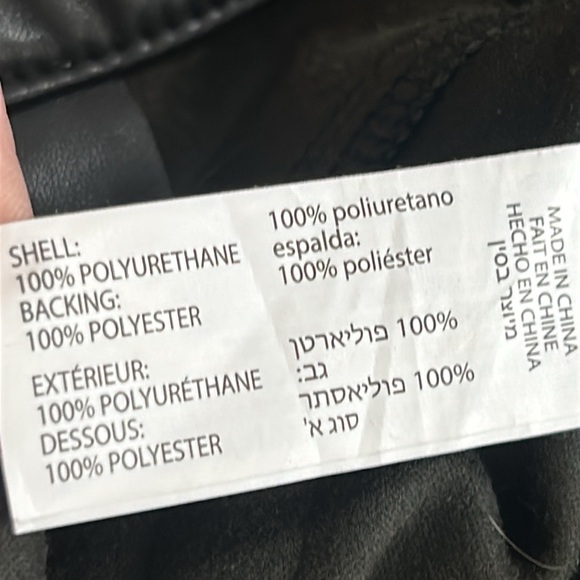 SHELL:
100% POLYURETHANE
BACKING:
100% POLYESTER
EXTÉRIEUR:
100% POLYURÉTHANE
DESSOUS:
100% POLYESTER
100% poliuretano
espalda:
100% poliéster
100% פוליארטן
גב:
100% פוליאסתר
סוג א'
MADE IN CHINA
FAIT EN CHINE
HECHO EN CHINA
מיוצר בסין